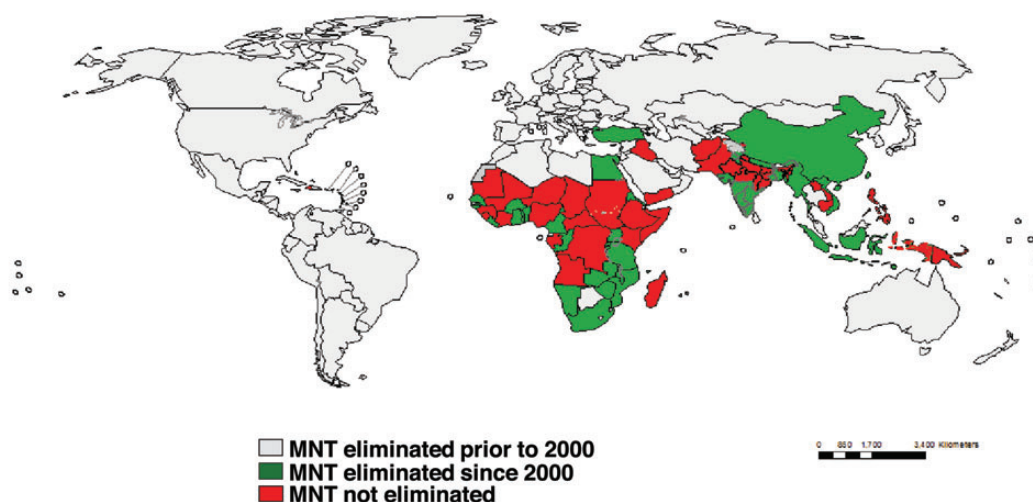 MNT eliminated prior to 2000
MNT eliminated since 2000
MNT not eliminated
0 850 1,700 3,400 Kilometers